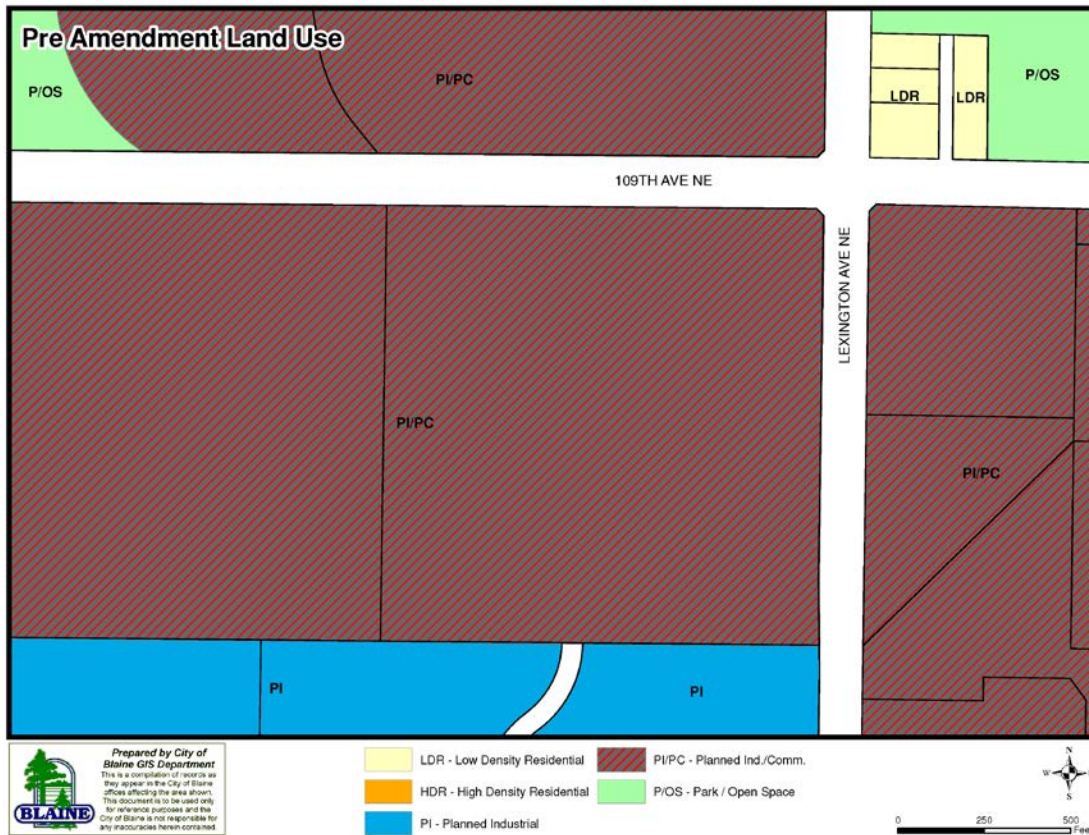 Pre Amendment Land Use
P/OS
PI/PC
LDR
LDR
P/OS
109TH AVE NE
LEXINGTON AVE NE
PI/PC
PI/PC
PI
PI
Prepared by City of
Blaine GIS Department
This is a compilation of records as
they appear in the City of Blaine
offices affecting the area shown.
This document is to be used only
for reference purposes and the
City of Blaine is not responsible for
any inaccuracies herein contained.
BLAINE
LDR - Low Density Residential
HDR - High Density Residential
PI - Planned Industrial
PI/PC - Planned Ind./Comm.
P/OS - Park / Open Space
N
W
E
S
0 250 500
Feet